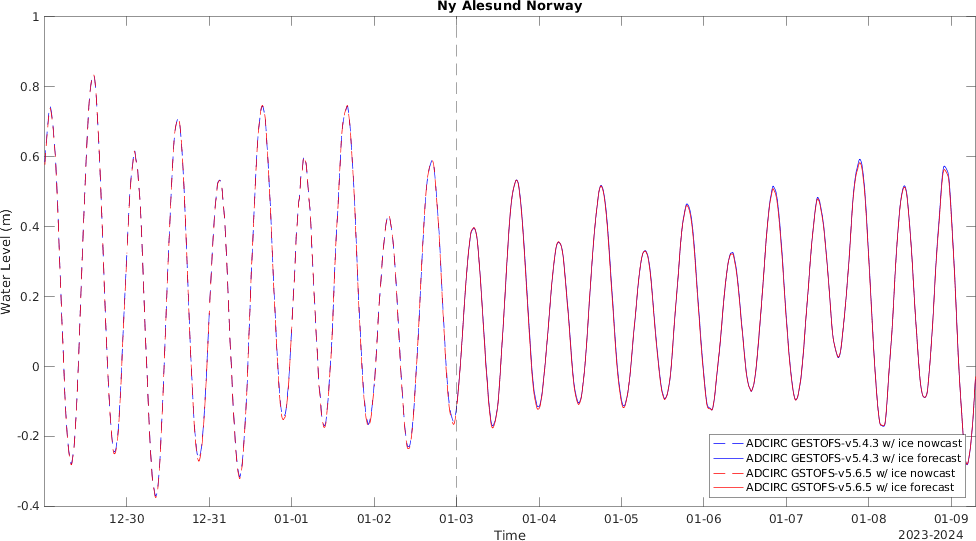 Ny Alesund Norway
Water Level (m)
1
0.8
0.6
0.4
0.2
0
-0.2
-0.4
ADCIRC GESTOFS-v5.4.3 w/ ice nowcast
ADCIRC GESTOFS-v5.4.3 w/ ice forecast
ADCIRC GSTOFS-v5.6.5 w/ ice nowcast
ADCIRC GSTOFS-v5.6.5 w/ ice forecast
12-30 12-31 01-01 01-02 01-03 01-04 01-05 01-06 01-07 01-08 01-09
Time
2023-2024